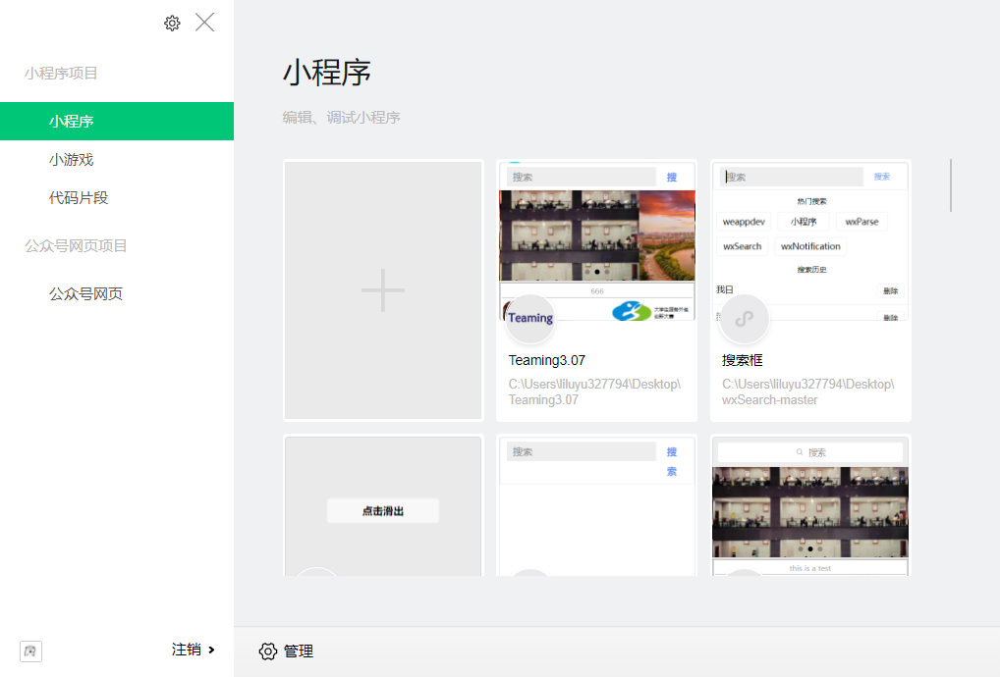 小程序项目
小程序
小游戏
代码片段
公众号网页项目
公众号网页
注销
小程序
编辑、调试小程序
搜索
搜
666
Teaming
Teaming3.07
C:\Users\liluyu327794\Desktop\
Teaming3.07
搜索
搜索
热门搜索
weappdev 小程序 wxParse
wxSearch wxNotification
搜索历史
我日 删除
删除
搜索框
C:\Users\liluyu327794\Desktop\
wxSearch-master
点击滑出
搜索
搜
索
搜索
this is a test
管理